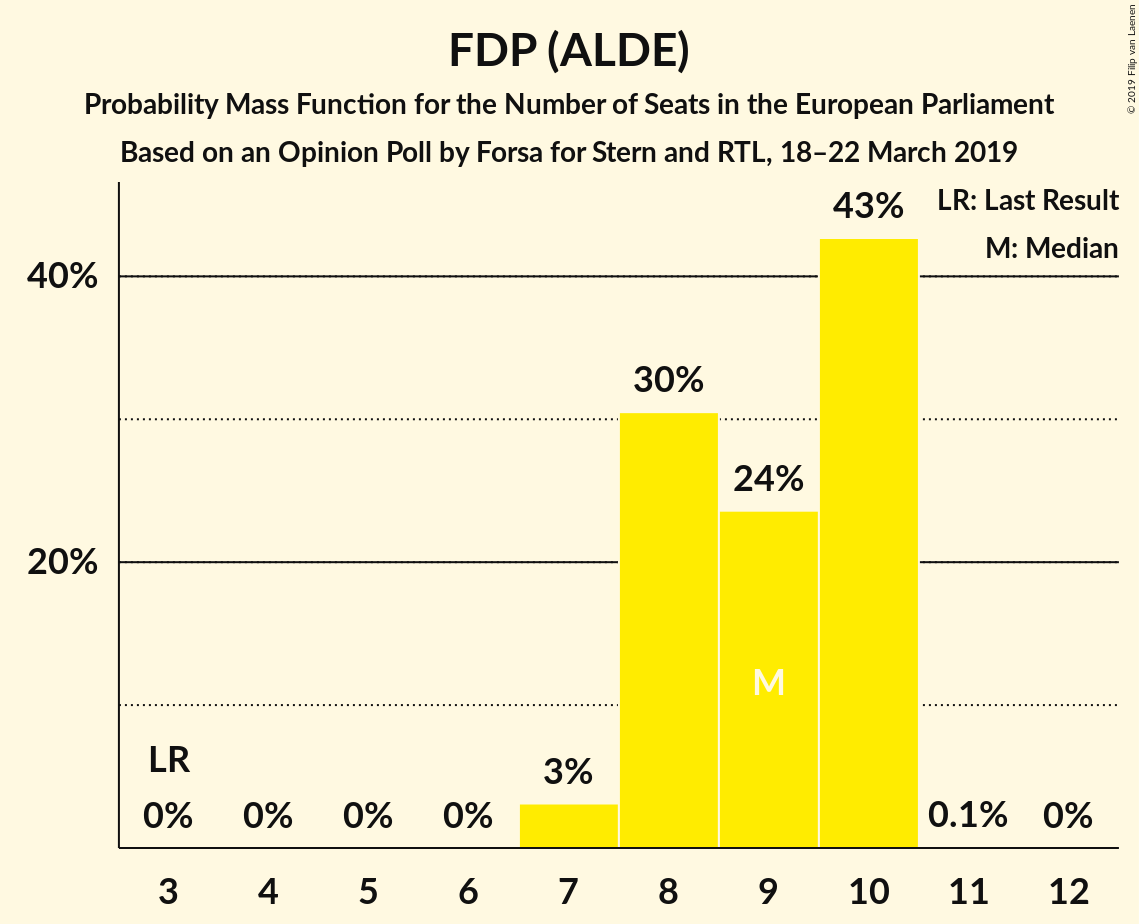 FDP (ALDE)
Probability Mass Function for the Number of Seats in the European Parliament
Based on an Opinion Poll by Forsa for Stern and RTL, 18–22 March 2019
© 2019 Filip van Laenen
LR: Last Result
M: Median
43%
40%
30%
24%
20%
M
LR
3%
0% 0% 0% 0% 0.1% 0%
3 4 5 6 7 8 9 10 11 12